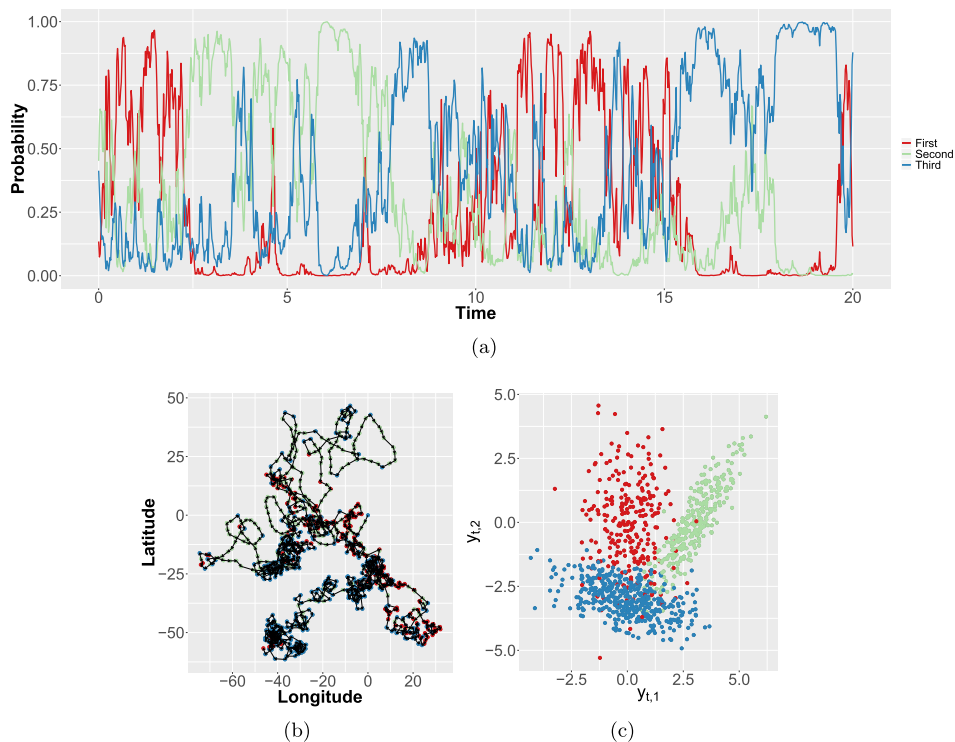 1.00
0.75
0.50
0.25
0.00
Probability
0 5 10 15 20
Time
First
Second
Third
(a)
50
25
0
−25
−50
Latitude
−60 −40 −20 0 20
Longitude
(b)
5.0
2.5
0.0
−2.5
−5.0
yt,2
−2.5 0.0 2.5 5.0
yt,1
(c)